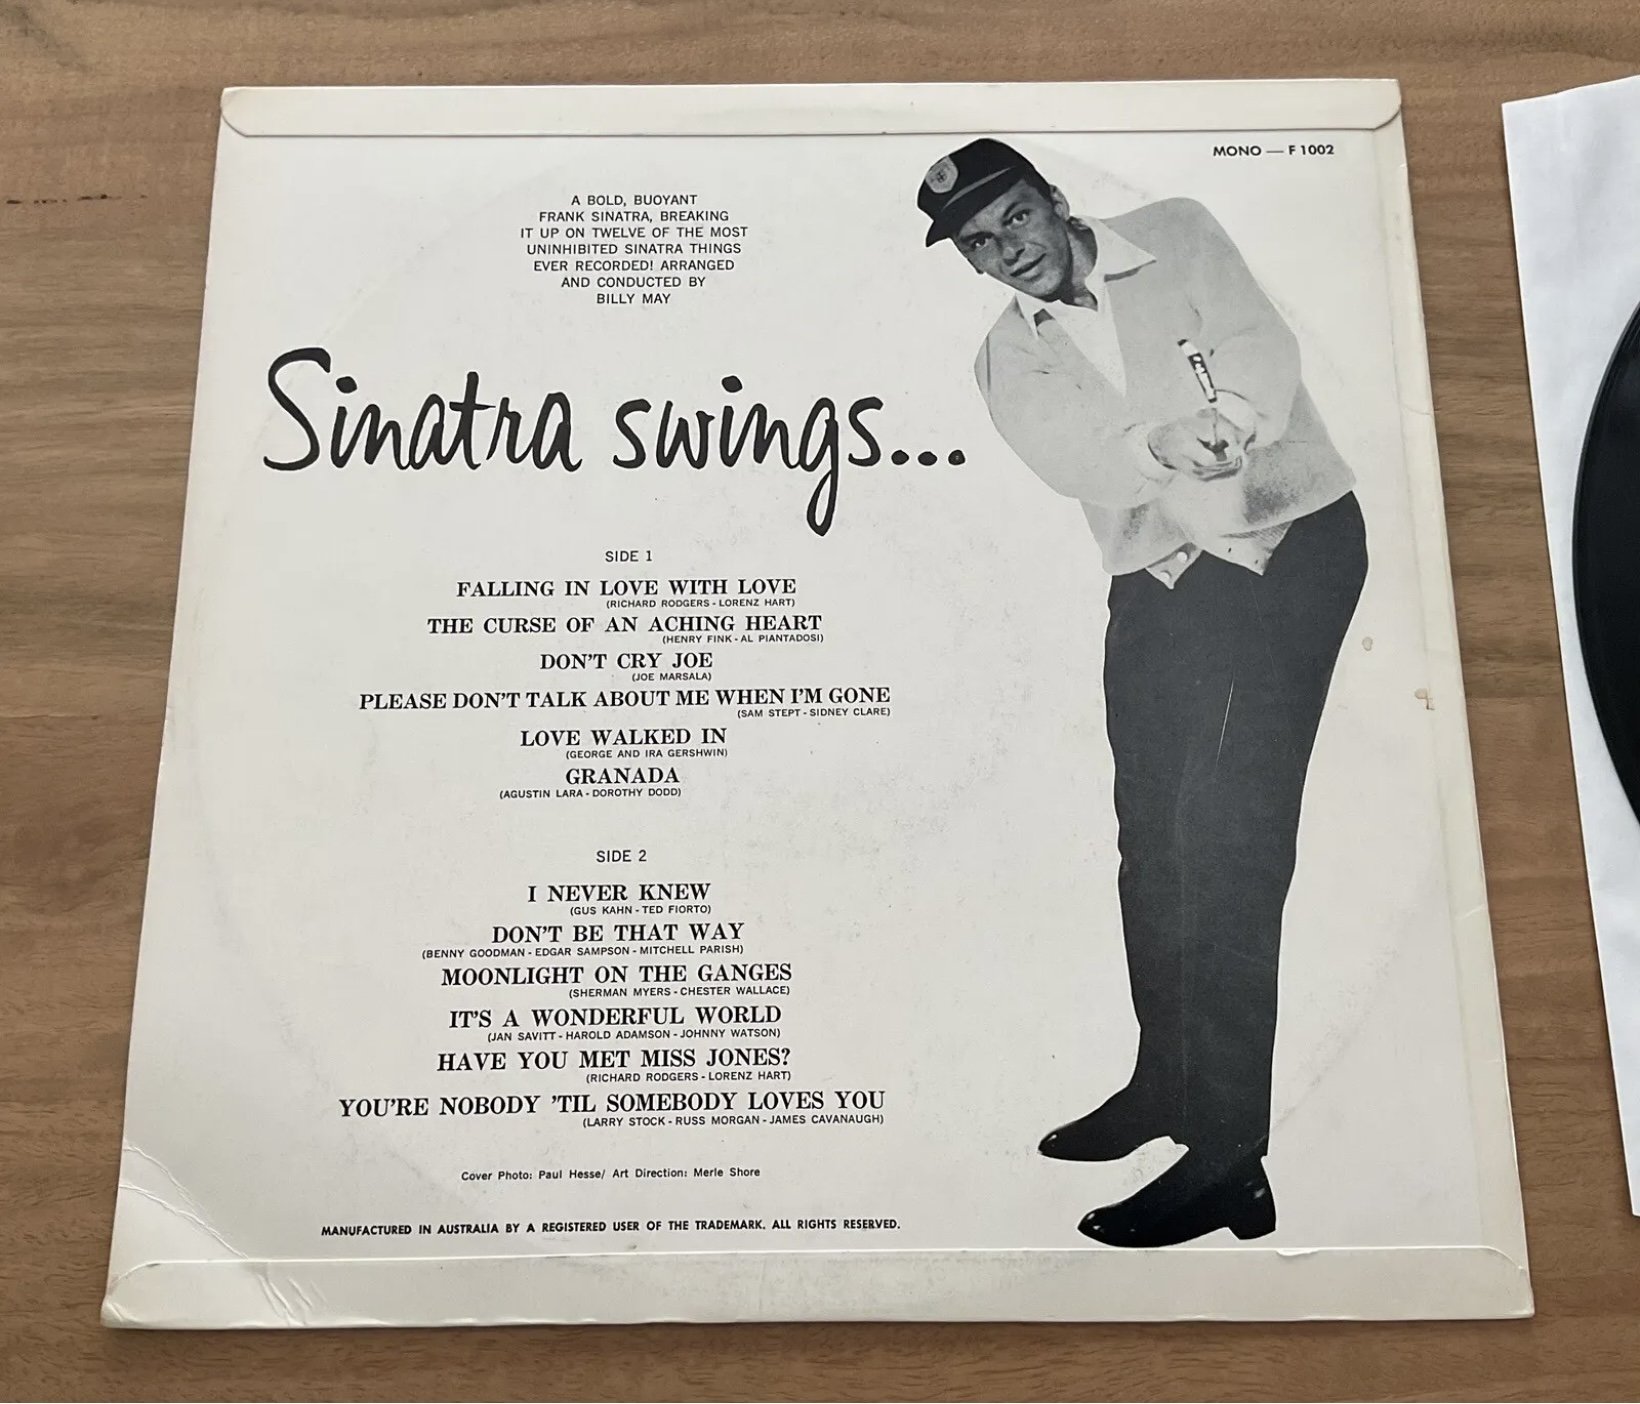 MONO — F 1002
A BOLD, BUOYANT
FRANK SINATRA, BREAKING
IT UP ON TWELVE OF THE MOST
UNINHIBITED SINATRA THINGS
EVER RECORDED! ARRANGED
AND CONDUCTED BY
BILLY MAY
Sinatra swings...
SIDE 1
FALLING IN LOVE WITH LOVE
(RICHARD RODGERS - LORENZ HART)
THE CURSE OF AN ACHING HEART
(HENRY FINK - AL PIANTADOSI)
DON'T CRY JOE
(JOE MARSALA)
PLEASE DON'T TALK ABOUT ME WHEN I'M GONE
(SAM STEPT - SIDNEY CLARE)
LOVE WALKED IN
(GEORGE AND IRA GERSHWIN)
GRANADA
(AGUSTIN LARA - DOROTHY DODD)
SIDE 2
I NEVER KNEW
(GUS KAHN - TED FIORTO)
DON'T BE THAT WAY
(BENNY GOODMAN - EDGAR SAMPSON - MITCHELL PARISH)
MOONLIGHT ON THE GANGES
(SHERMAN MYERS - CHESTER WALLACE)
IT'S A WONDERFUL WORLD
(JAN SAVITT - HAROLD ADAMSON - JOHNNY WATSON)
HAVE YOU MET MISS JONES?
(RICHARD RODGERS - LORENZ HART)
YOU'RE NOBODY 'TIL SOMEBODY LOVES YOU
(LARRY STOCK - RUSS MORGAN - JAMES CAVANAUGH)
Cover Photo: Paul Hesse/ Art Direction: Merle Shore
MANUFACTURED IN AUSTRALIA BY A REGISTERED USER OF THE TRADEMARK. ALL RIGHTS RESERVED.